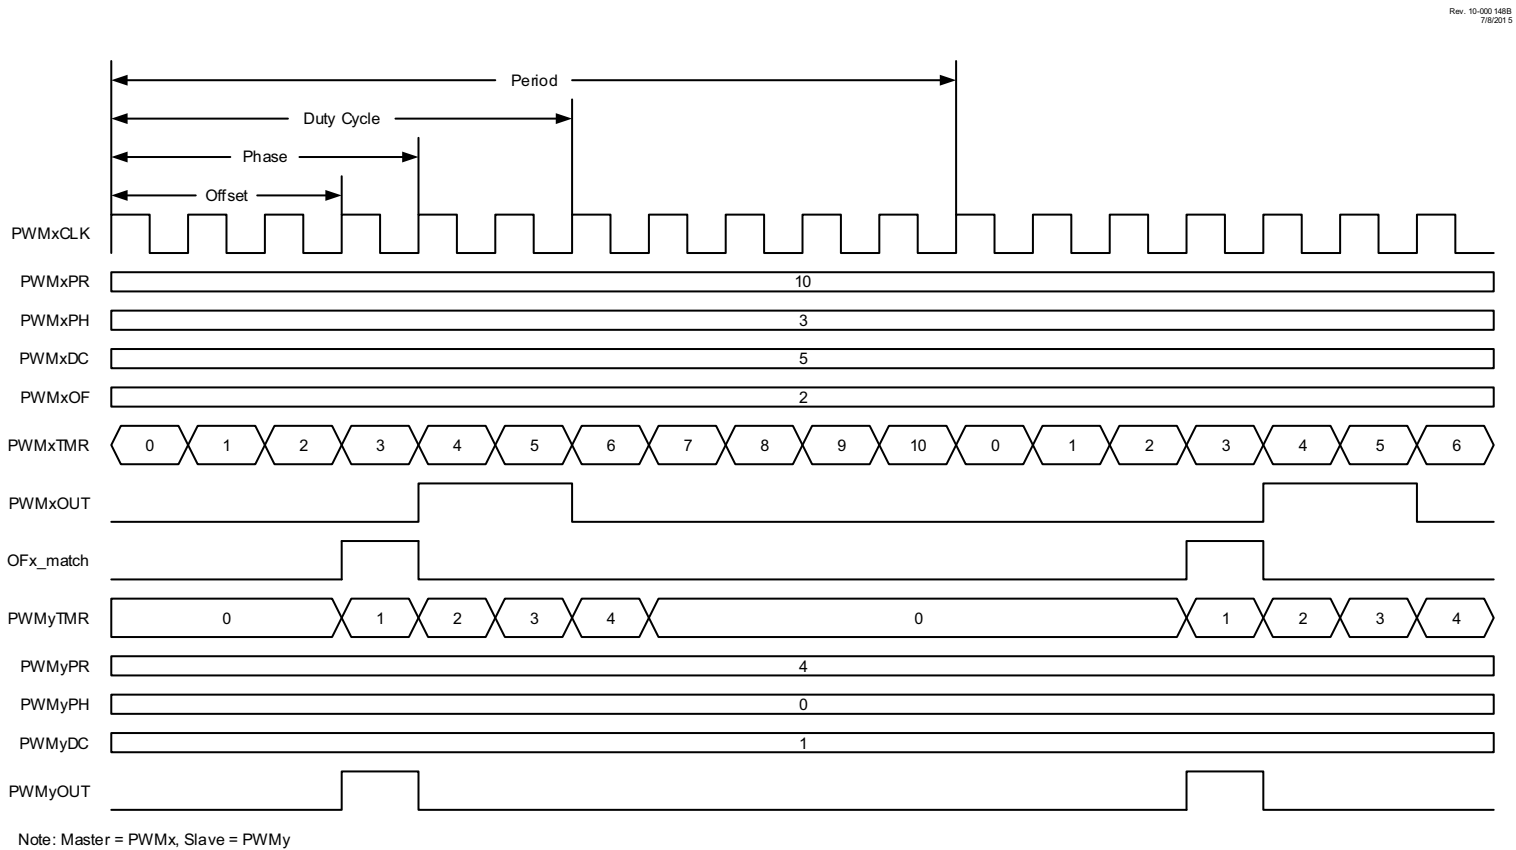 Rev. 10-000148B
7/8/2015
Period
Duty Cycle
Phase
Offset
PWMxCLK
PWMxPR 10
PWMxPH 3
PWMxDC 5
PWMxOF 2
PWMxTMR 0 1 2 3 4 5 6 7 8 9 10 0 1 2 3 4 5 6
PWMxOUT
OFx_match
PWMyTMR 0 1 2 3 4 0 1 2 3 4
PWMyPR 4
PWMyPH 0
PWMyDC 1
PWMyOUT
Note: Master = PWMx, Slave = PWMy